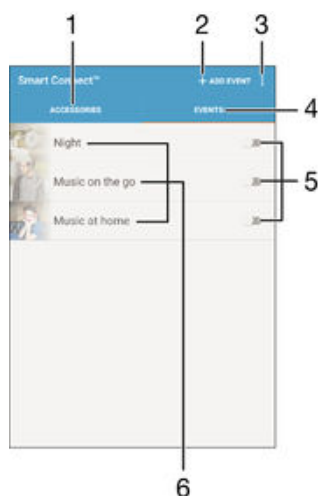 1 2 3
Smart Connect™ + ADD EVENT
ACCESSORIES EVENTS 4
Night
Music on the go 5
Music at home
6